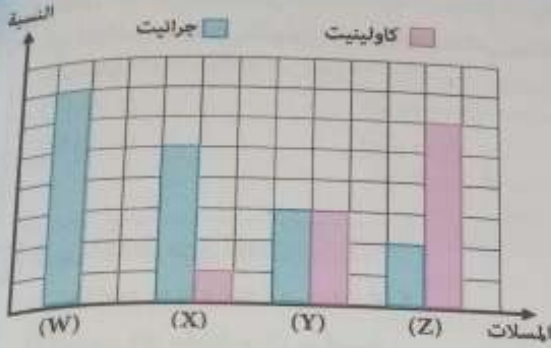 النسبة
جرانيت
كاولينيت
(W) (X) (Y) (Z)
المسلات